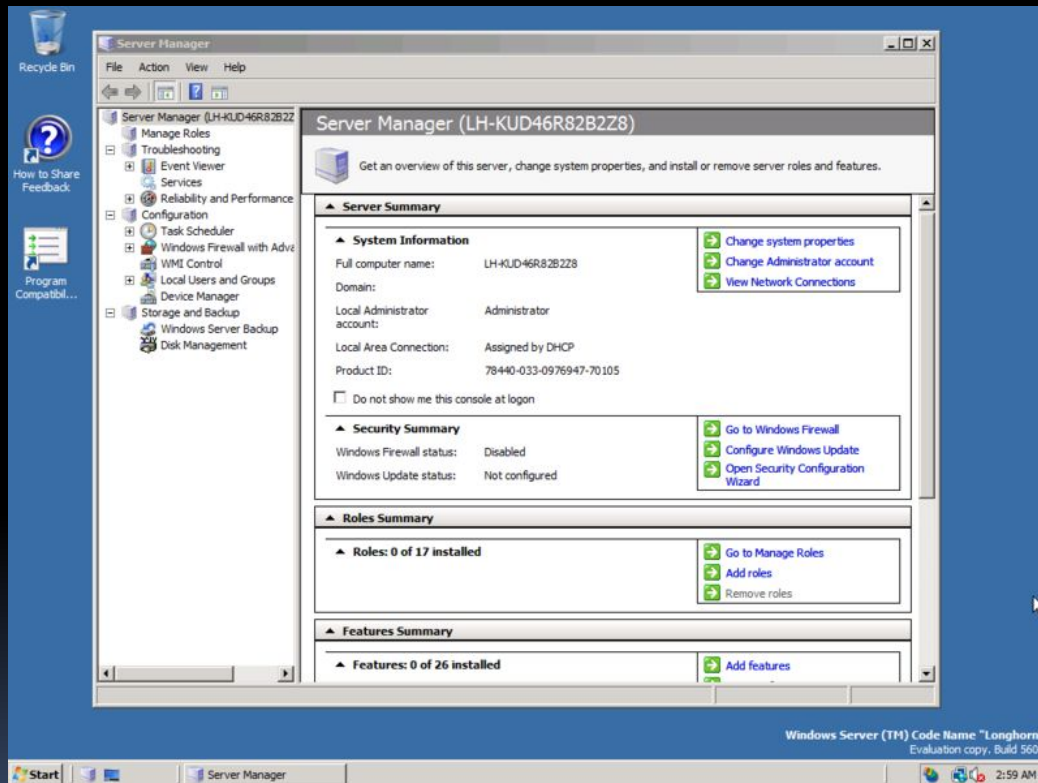 Recycle Bin
How to Share
Feedback
Program
Compatibil...
Server Manager
File Action View Help
Server Manager (LH-KUD46R82B2Z
Manage Roles
Troubleshooting
Event Viewer
Services
Reliability and Performance
Configuration
Task Scheduler
Windows Firewall with Adva
WMI Control
Local Users and Groups
Device Manager
Storage and Backup
Windows Server Backup
Disk Management
Server Manager (LH-KUD46R82B2Z8)
Get an overview of this server, change system properties, and install or remove server roles and features.
Server Summary
System Information
Full computer name: LH-KUD46R82B2Z8
Domain:
Local Administrator
account: Administrator
Local Area Connection: Assigned by DHCP
Product ID: 78440-033-0976947-70105
Do not show me this console at logon
Change system properties
Change Administrator account
View Network Connections
Security Summary
Windows Firewall status: Disabled
Windows Update status: Not configured
Go to Windows Firewall
Configure Windows Update
Open Security Configuration
Wizard
Roles Summary
Roles: 0 of 17 installed
Go to Manage Roles
Add roles
Remove roles
Features Summary
Features: 0 of 26 installed
Add features
Windows Server (TM) Code Name "Longhorn
Evaluation copy. Build 560
Start
Server Manager
2:59 AM